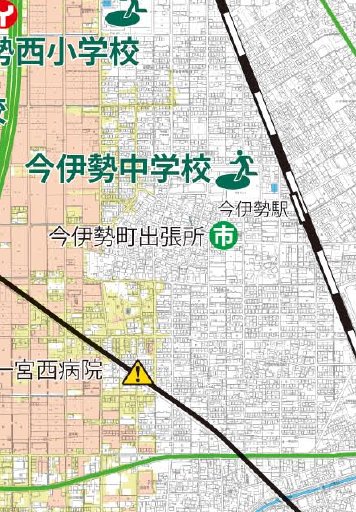 勢西小学校
校
今伊勢中学校
今伊勢駅
今伊勢町出張所
市
一宮西病院